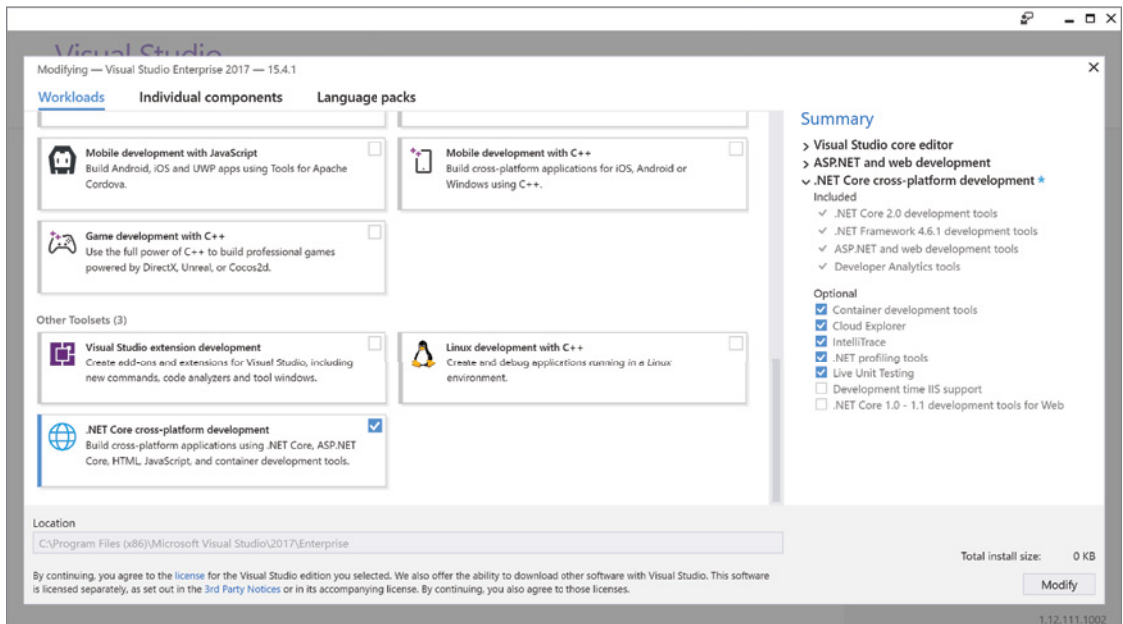 Visual Studio
Modifying — Visual Studio Enterprise 2017 — 15.4.1
Workloads Individual components Language packs
Mobile development with JavaScript
Build Android, iOS and UWP apps using Tools for Apache
Cordova.
Mobile development with C++
Build cross-platform applications for iOS, Android or
Windows using C++.
Game development with C++
Use the full power of C++ to build professional games
powered by DirectX, Unreal, or Cocos2d.
Other Toolsets (3)
Visual Studio extension development
Create add-ons and extensions for Visual Studio, including
new commands, code analyzers and tool windows.
Linux development with C++
Create and debug applications running in a Linux
environment.
.NET Core cross-platform development
Build cross-platform applications using .NET Core, ASP.NET
Core, HTML, JavaScript, and container development tools.
Summary
Visual Studio core editor
ASP.NET and web development
.NET Core cross-platform development *
Included
.NET Core 2.0 development tools
.NET Framework 4.6.1 development tools
ASP.NET and web development tools
Developer Analytics tools
Optional
Container development tools
Cloud Explorer
IntelliTrace
.NET profiling tools
Live Unit Testing
Development time IIS support
.NET Core 1.0 - 1.1 development tools for Web
Location
C:\Program Files (x86)\Microsoft Visual Studio\2017\Enterprise
By continuing, you agree to the license for the Visual Studio edition you selected. We also offer the ability to download other software with Visual Studio. This software
is licensed separately, as set out in the 3rd Party Notices or in its accompanying license. By continuing, you also agree to those licenses.
Total install size: 0 KB
Modify
1.12.111.1002